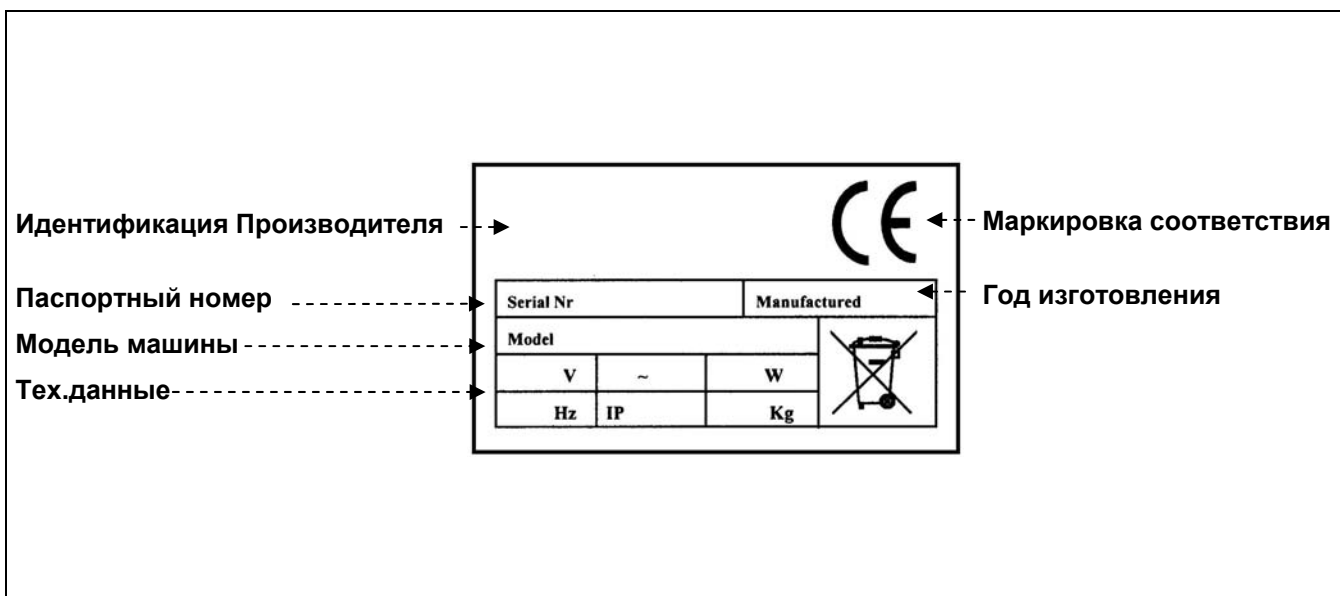 CE
Идентификация Производителя
Маркировка соответствия
Паспортный номер
Serial Nr
Manufactured
Год изготовления
Модель машины
Model
Тех.данные
V ~ W
Hz IP Kg